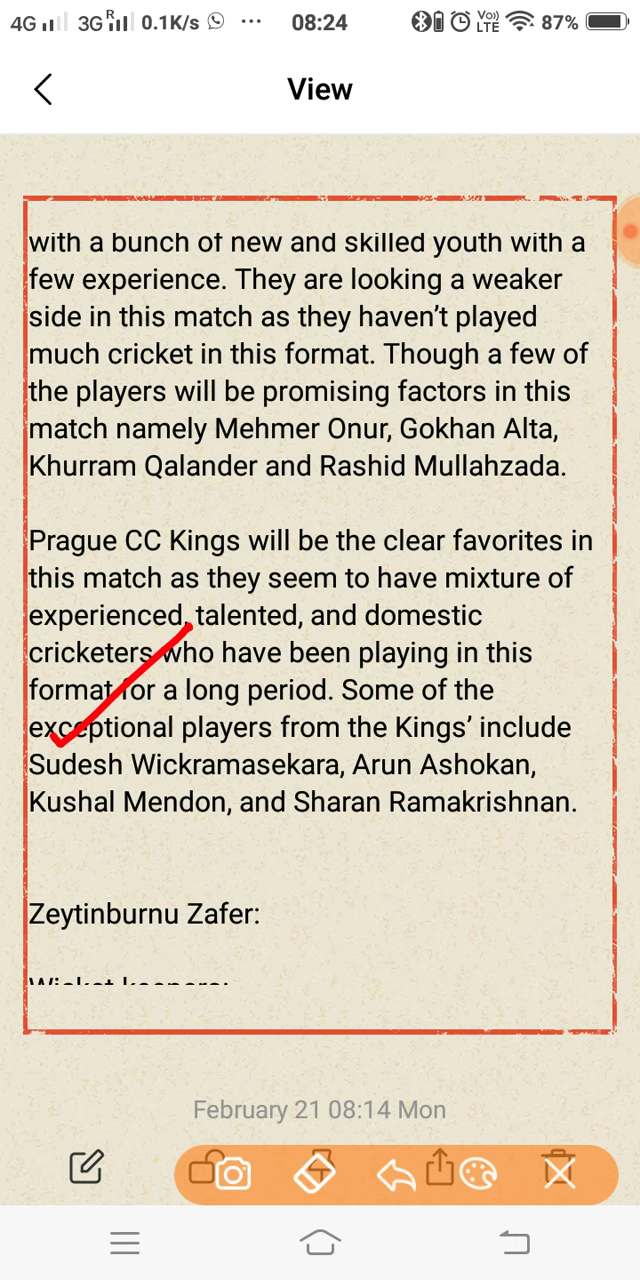 4G 3G R 0.1K/s 08:24 Vo)) LTE 87%
View
with a bunch of new and skilled youth with a
few experience. They are looking a weaker
side in this match as they haven’t played
much cricket in this format. Though a few of
the players will be promising factors in this
match namely Mehmer Onur, Gokhan Alta,
Khurram Qalander and Rashid Mullahzada.
Prague CC Kings will be the clear favorites in
this match as they seem to have mixture of
experienced, talented, and domestic
cricketers who have been playing in this
format for a long period. Some of the
exceptional players from the Kings’ include
Sudesh Wickramasekara, Arun Ashokan,
Kushal Mendon, and Sharan Ramakrishnan.
Zeytinburnu Zafer:
Wicket keepers:
February 21 08:14 Mon